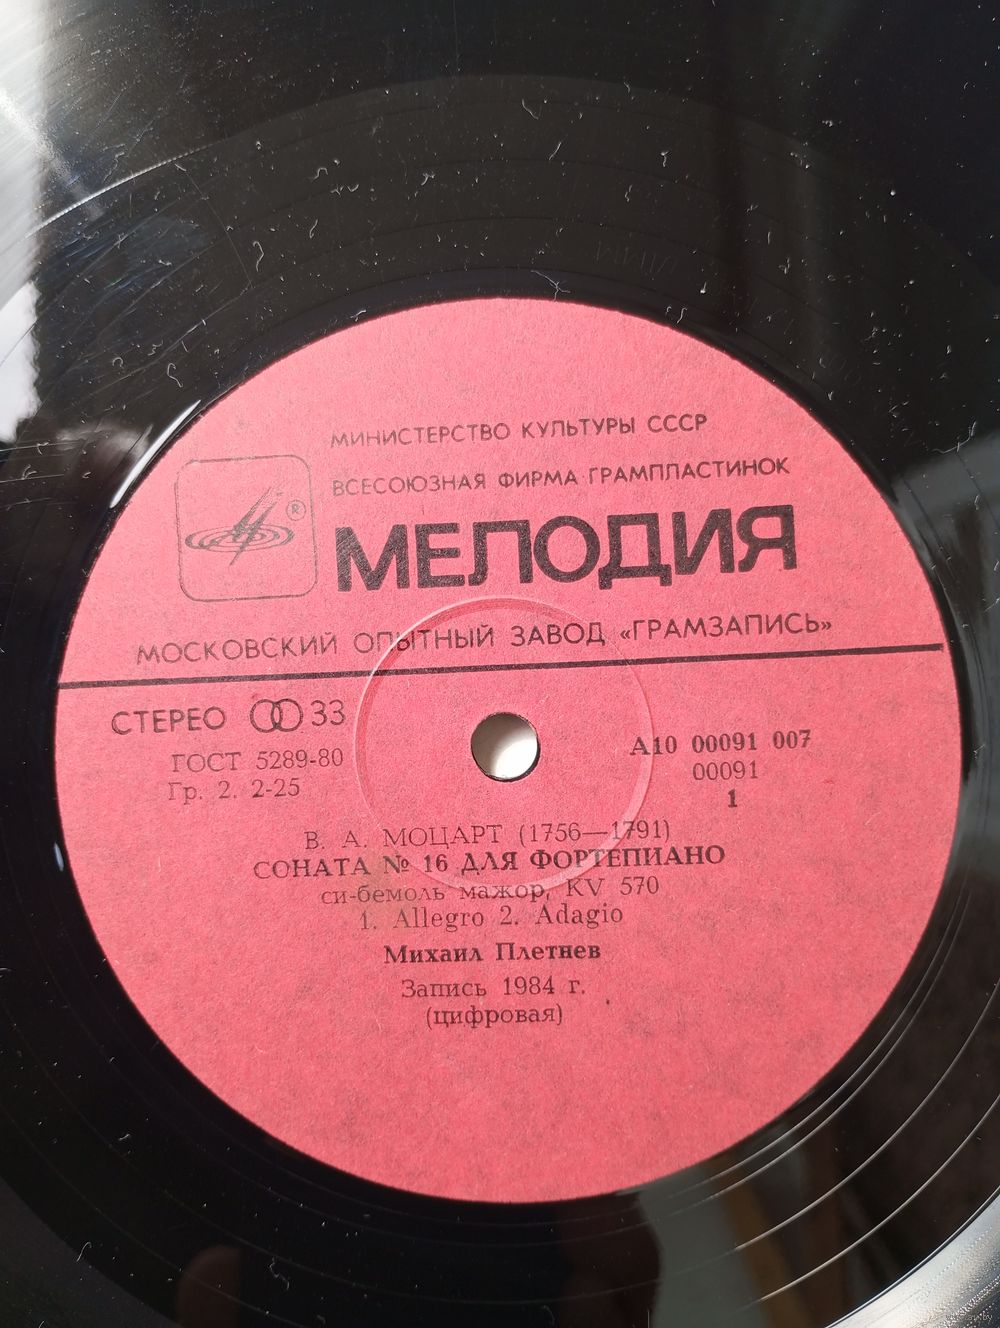 МИНИСТЕРСТВО КУЛЬТУРЫ СССР
ВСЕСОЮЗНАЯ ФИРМА ГРАМПЛАСТИНОК
®
МЕЛОДИЯ
МОСКОВСКИЙ ОПЫТНЫЙ ЗАВОД «ГРАМЗАПИСЬ»
СТЕРЕО 33
ГОСТ 5289-80
Гр. 2. 2-25
А10 00091 007
00091
1
В. А. МОЦАРТ (1756—1791)
СОНАТА № 16 ДЛЯ ФОРТЕПИАНО
си-бемоль мажор, KV 570
1. Allegro 2. Adagio
Михаил Плетнев
Запись 1984 г.
(цифровая)